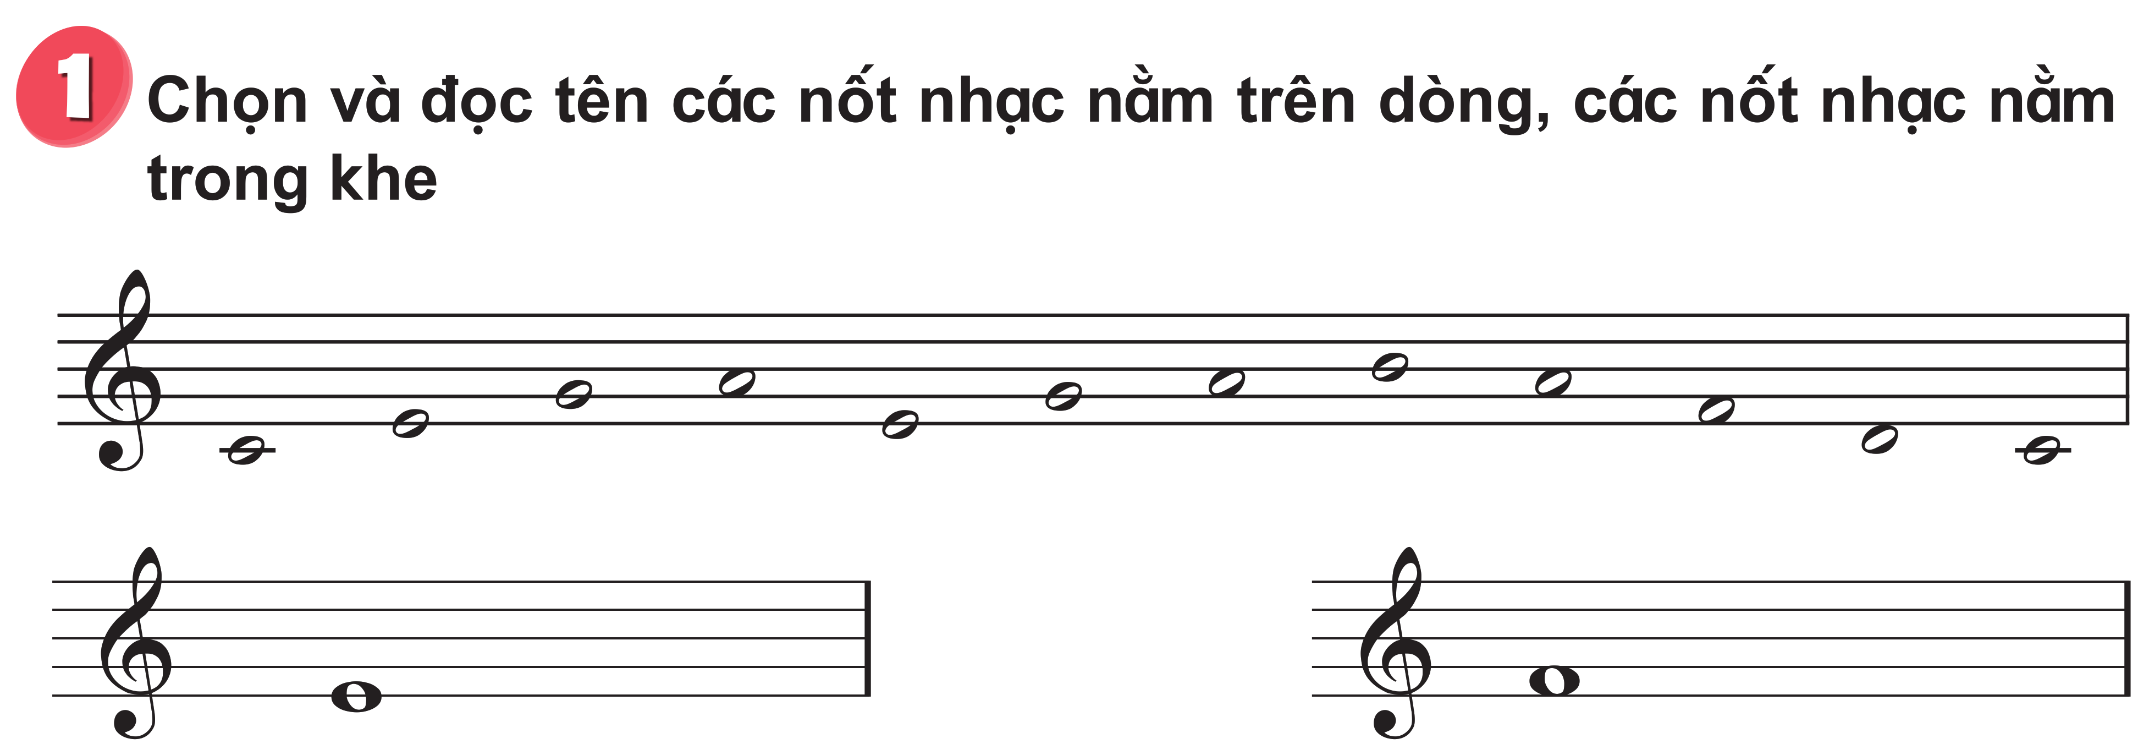 1 Chọn và đọc tên các nốt nhạc nằm trên dòng, các nốt nhạc nằm
trong khe